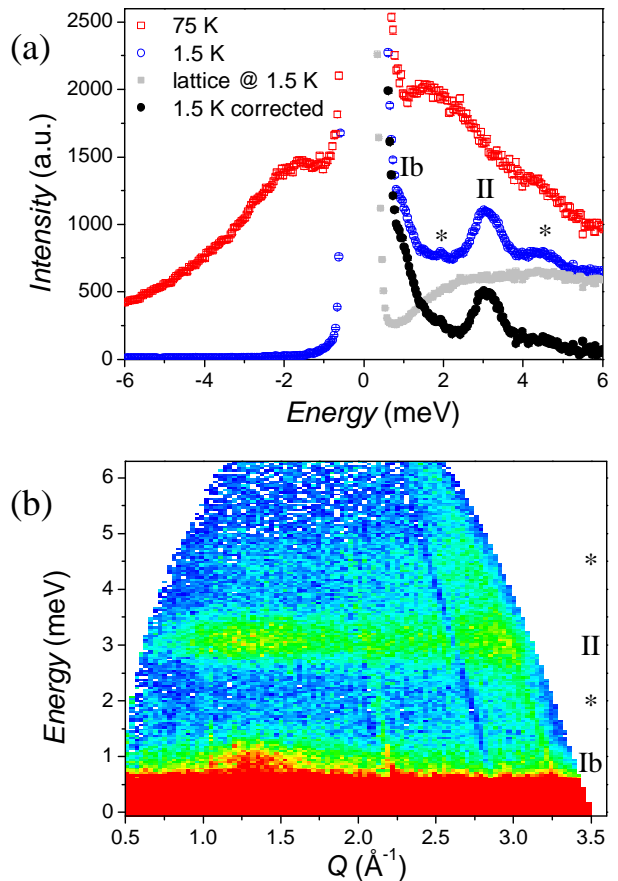 (a)
75 K
1.5 K
lattice @ 1.5 K
1.5 K corrected
Ib
II
*
*
2500
2000
1500
1000
500
0
Intensity (a.u.)
-6 -4 -2 0 2 4 6
Energy (meV)
(b)
6
5
4
3
2
1
0
Energy (meV)
*
II
*
Ib
0.5 1.0 1.5 2.0 2.5 3.0 3.5
Q (Å-1)